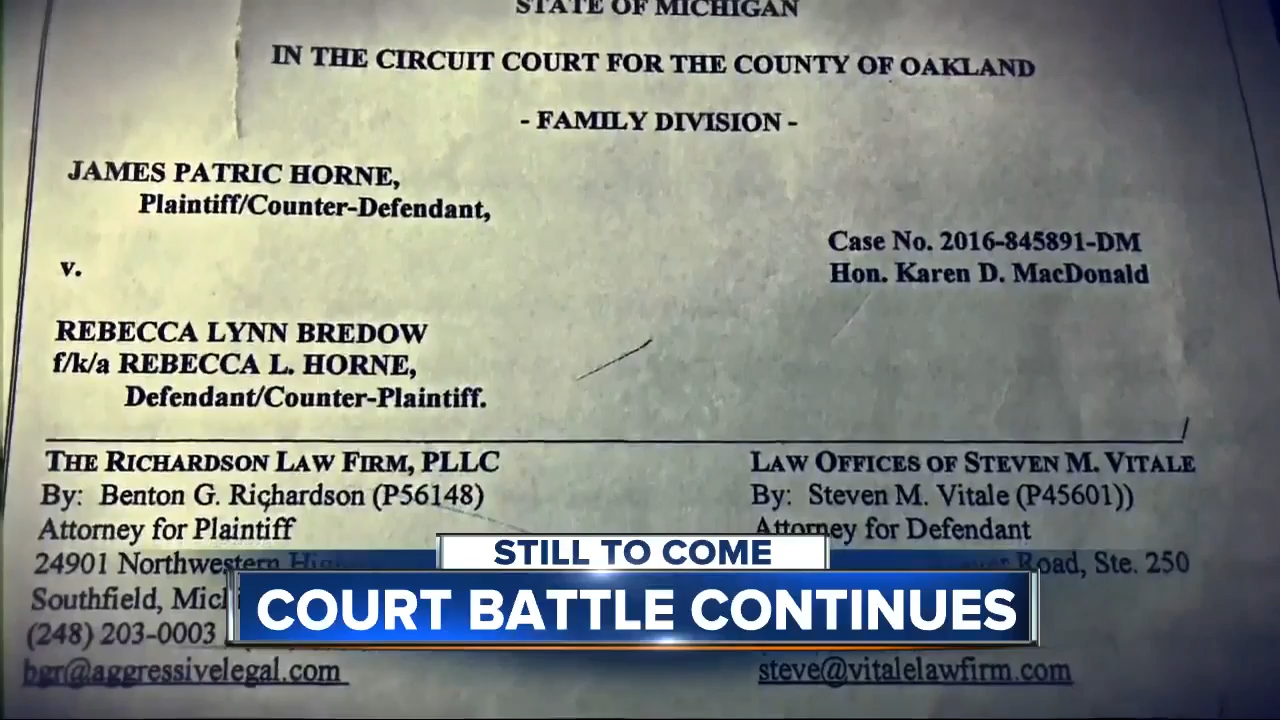 STATE OF MICHIGAN
IN THE CIRCUIT COURT FOR THE COUNTY OF OAKLAND
- FAMILY DIVISION -
JAMES PATRIC HORNE,
Plaintiff/Counter-Defendant,
Case No. 2016-845891-DM
Hon. Karen D. MacDonald
v.
REBECCA LYNN BREDOW
f/k/a REBECCA L. HORNE,
Defendant/Counter-Plaintiff.
THE RICHARDSON LAW FIRM, PLLC
By: Benton G. Richardson (P56148)
Attorney for Plaintiff
24901 Northwestern
Southfield,
(248) 203-0003
bgr@aggressivelegal.com
LAW OFFICES OF STEVEN M. VITALE
By: Steven M. Vitale (P45601))
Attorney for Defendant
Road, Ste. 250
steve@vitalelawfirm.com
STILL TO COME
COURT BATTLE CONTINUES